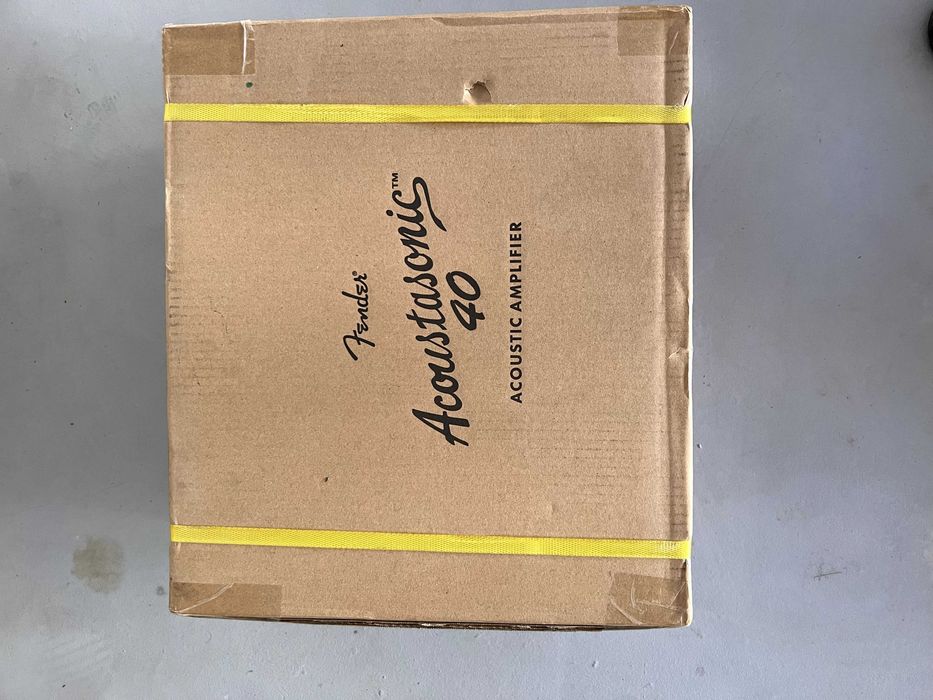 Fender®
Acoustasonic™
40
ACOUSTIC AMPLIFIER